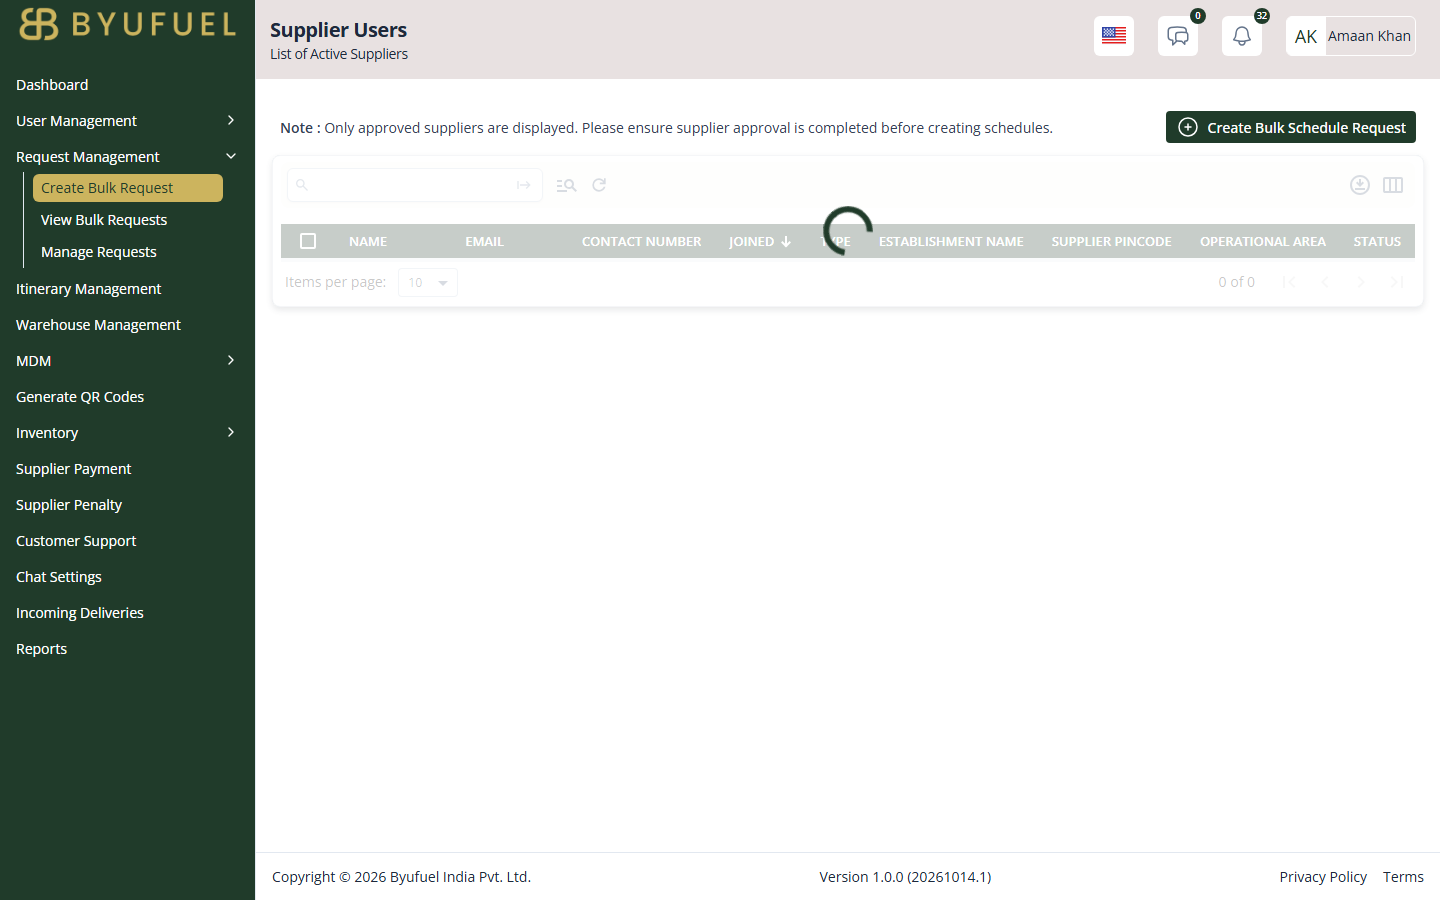 BYUFUEL
Dashboard
User Management
Request Management
Create Bulk Request
View Bulk Requests
Manage Requests
Itinerary Management
Warehouse Management
MDM
Generate QR Codes
Inventory
Supplier Payment
Supplier Penalty
Customer Support
Chat Settings
Incoming Deliveries
Reports
Supplier Users
List of Active Suppliers
0
32
AK Amaan Khan
Note : Only approved suppliers are displayed. Please ensure supplier approval is completed before creating schedules.
Create Bulk Schedule Request
NAME EMAIL CONTACT NUMBER JOINED TYPE ESTABLISHMENT NAME SUPPLIER PINCODE OPERATIONAL AREA STATUS
Items per page: 10 0 of 0
Copyright © 2026 Byufuel India Pvt. Ltd. Version 1.0.0 (20261014.1) Privacy Policy Terms